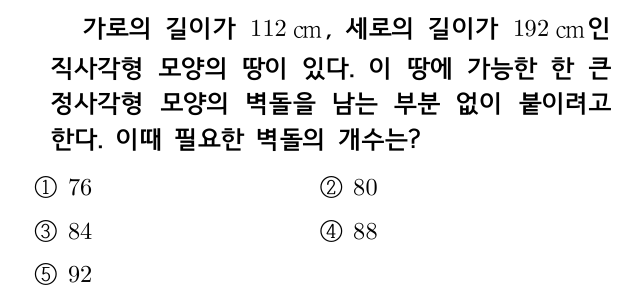 가로의 길이가 112 cm, 세로의 길이가 192 cm인
직사각형 모양의 땅이 있다. 이 땅에 가능한 한 큰
정사각형 모양의 벽돌을 남는 부분 없이 붙이려고
한다. 이때 필요한 벽돌의 개수는?
① 76 ② 80
③ 84 ④ 88
⑤ 92